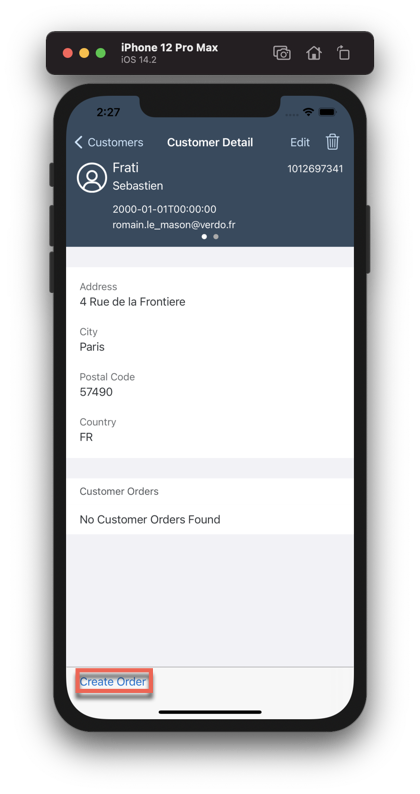 iPhone 12 Pro Max
iOS 14.2
2:27
Customers
Customer Detail
Edit
Frati
1012697341
Sebastien
2000-01-01T00:00:00
romain.le_mason@verdo.fr
Address
4 Rue de la Frontiere
City
Paris
Postal Code
57490
Country
FR
Customer Orders
No Customer Orders Found
Create Order